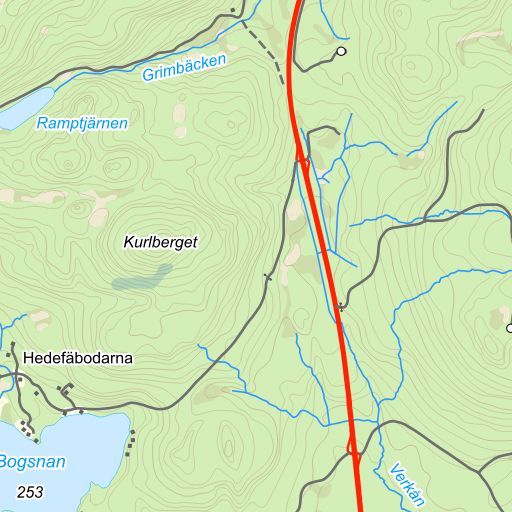 Grimbäcken
Ramptjärnen
Kurlberget
Hedefäbodarna
Bogsnan
253
Verkån